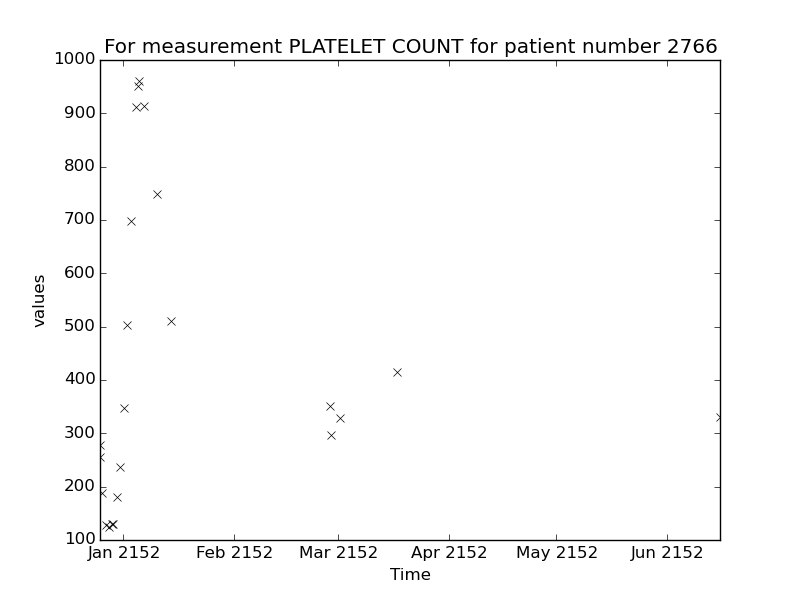 For measurement PLATELET COUNT for patient number 2766
1000
900
800
700
600
500
400
300
200
100
values
Jan 2152 Feb 2152 Mar 2152 Apr 2152 May 2152 Jun 2152
Time